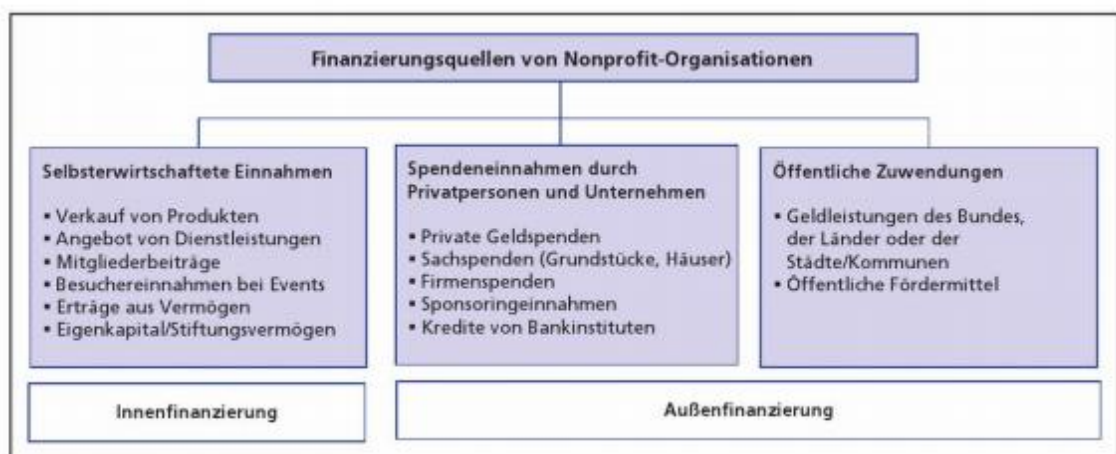 Finanzierungsquellen von Nonprofit-Organisationen
Selbsterwirtschaftete Einnahmen
▪ Verkauf von Produkten
▪ Angebot von Dienstleistungen
▪ Mitgliederbeiträge
▪ Besuchereinnahmen bei Events
▪ Erträge aus Vermögen
▪ Eigenkapital/Stiftungsvermögen
Spendeneinnahmen durch
Privatpersonen und Unternehmen
▪ Private Geldspenden
▪ Sachspenden (Grundstücke, Häuser)
▪ Firmenspenden
▪ Sponsoringeinnahmen
▪ Kredite von Bankinstituten
Öffentliche Zuwendungen
▪ Geldleistungen des Bundes,
der Länder oder der
Städte/Kommunen
▪ Öffentliche Fördermittel
Innenfinanzierung
Außenfinanzierung